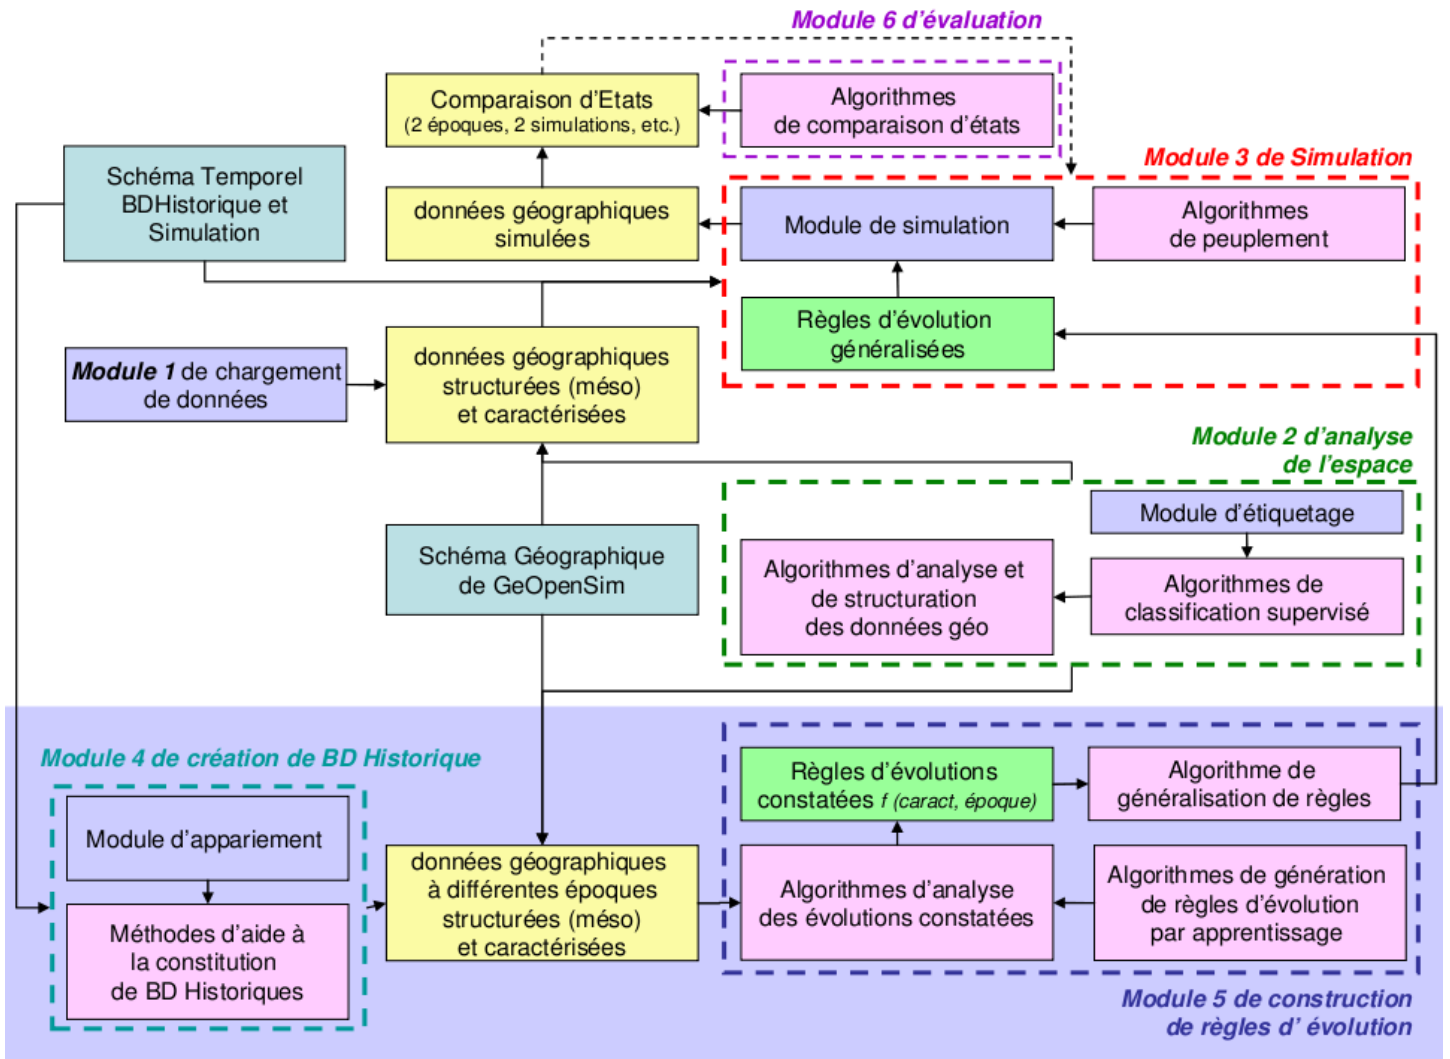 Module 6 d'évaluation
Comparaison d'Etats
(2 époques, 2 simulations, etc.)
Algorithmes
de comparaison d'états
Schéma Temporel
BDHistorique et
Simulation
Module 3 de Simulation
données géographiques
simulées
Module de simulation
Algorithmes
de peuplement
Règles d'évolution
généralisées
Module 1 de chargement
de données
données géographiques
structurées (méso)
et caractérisées
Module 2 d'analyse
de l'espace
Module d'étiquetage
Schéma Géographique
de GeOpenSim
Algorithmes d'analyse et
de structuration
des données géo
Algorithmes de
classification supervisé
Module 4 de création de BD Historique
Module d'appariement
Méthodes d'aide à
la constitution
de BD Historiques
données géographiques
à différentes époques
structurées (méso)
et caractérisées
Règles d'évolutions
constatées f (caract, époque)
Algorithme de
généralisation de règles
Algorithmes d'analyse
des évolutions constatées
Algorithmes de génération
de règles d'évolution
par apprentissage
Module 5 de construction
de règles d' évolution